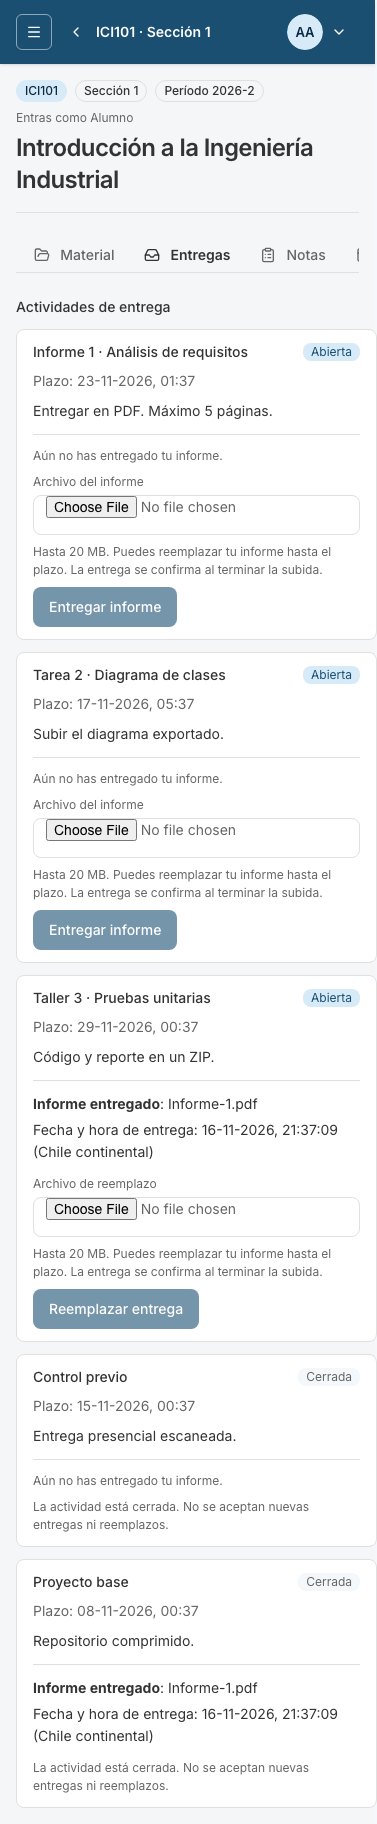 ICI101 · Sección 1
AA
ICI101
Sección 1
Período 2026-2
Entras como Alumno
Introducción a la Ingeniería
Industrial
Material
Entregas
Notas
Actividades de entrega
Informe 1 · Análisis de requisitos
Abierta
Plazo: 23-11-2026, 01:37
Entregar en PDF. Máximo 5 páginas.
Aún no has entregado tu informe.
Archivo del informe
Choose File No file chosen
Hasta 20 MB. Puedes reemplazar tu informe hasta el
plazo. La entrega se confirma al terminar la subida.
Entregar informe
Tarea 2 · Diagrama de clases
Abierta
Plazo: 17-11-2026, 05:37
Subir el diagrama exportado.
Aún no has entregado tu informe.
Archivo del informe
Choose File No file chosen
Hasta 20 MB. Puedes reemplazar tu informe hasta el
plazo. La entrega se confirma al terminar la subida.
Entregar informe
Taller 3 · Pruebas unitarias
Abierta
Plazo: 29-11-2026, 00:37
Código y reporte en un ZIP.
Informe entregado: Informe-1.pdf
Fecha y hora de entrega: 16-11-2026, 21:37:09
(Chile continental)
Archivo de reemplazo
Choose File No file chosen
Hasta 20 MB. Puedes reemplazar tu informe hasta el
plazo. La entrega se confirma al terminar la subida.
Reemplazar entrega
Control previo
Cerrada
Plazo: 15-11-2026, 00:37
Entrega presencial escaneada.
Aún no has entregado tu informe.
La actividad está cerrada. No se aceptan nuevas
entregas ni reemplazos.
Proyecto base
Cerrada
Plazo: 08-11-2026, 00:37
Repositorio comprimido.
Informe entregado: Informe-1.pdf
Fecha y hora de entrega: 16-11-2026, 21:37:09
(Chile continental)
La actividad está cerrada. No se aceptan nuevas
entregas ni reemplazos.